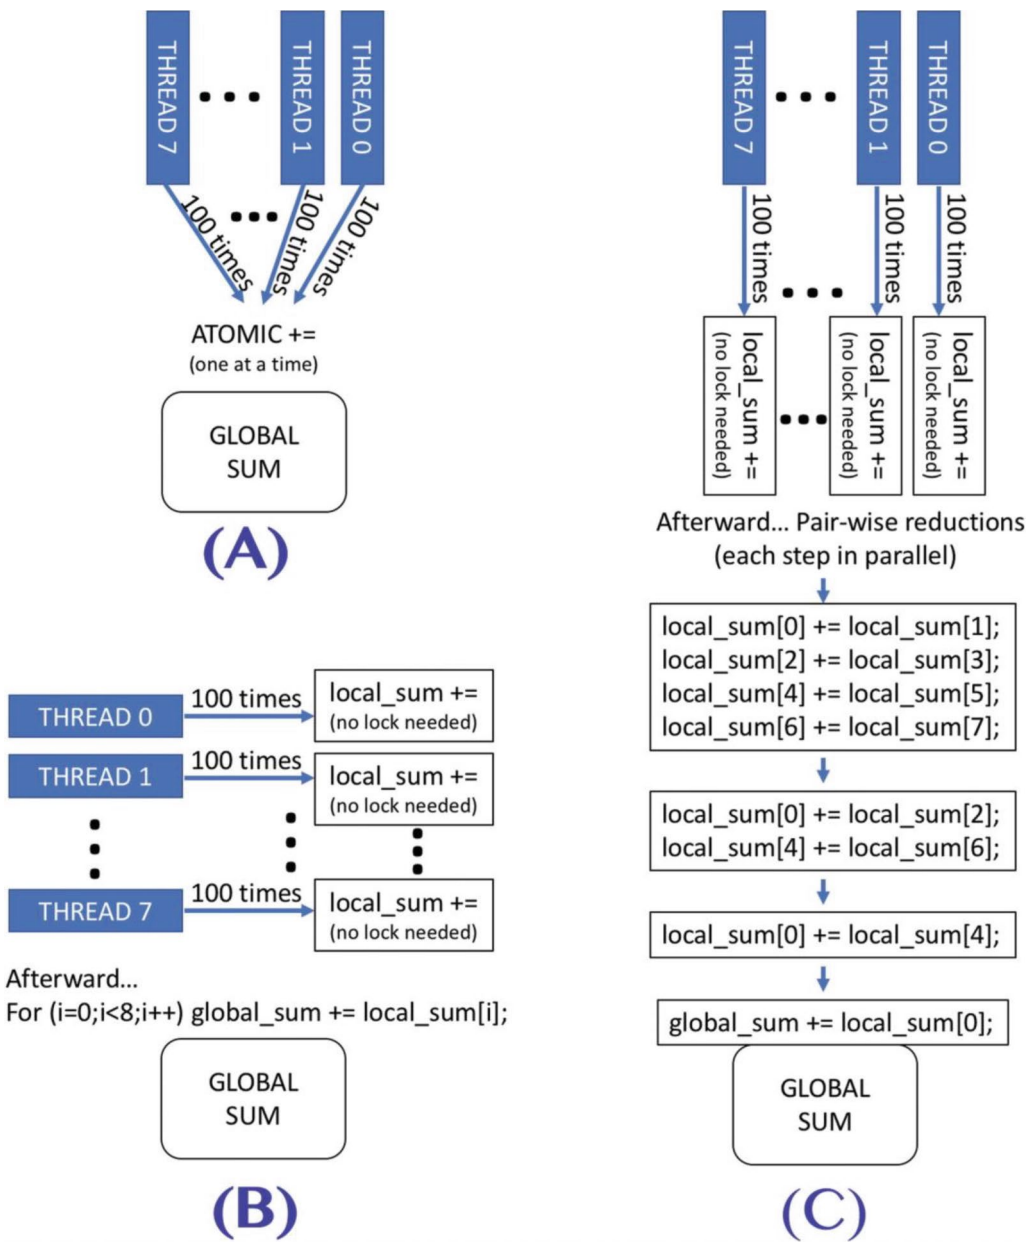 THREAD 7
THREAD 1
THREAD 0
100 times
100 times
100 times
ATOMIC +=
(one at a time)
GLOBAL
SUM
(A)
THREAD 0
100 times
local_sum +=
(no lock needed)
THREAD 1
100 times
local_sum +=
(no lock needed)
THREAD 7
100 times
local_sum +=
(no lock needed)
Afterward...
For (i=0;i<8;i++) global_sum += local_sum[i];
GLOBAL
SUM
(B)
THREAD 7
THREAD 1
THREAD 0
100 times
100 times
100 times
local_sum +=
(no lock needed)
local_sum +=
(no lock needed)
local_sum +=
(no lock needed)
Afterward... Pair-wise reductions
(each step in parallel)
local_sum[0] += local_sum[1];
local_sum[2] += local_sum[3];
local_sum[4] += local_sum[5];
local_sum[6] += local_sum[7];
local_sum[0] += local_sum[2];
local_sum[4] += local_sum[6];
local_sum[0] += local_sum[4];
global_sum += local_sum[0];
GLOBAL
SUM
(C)